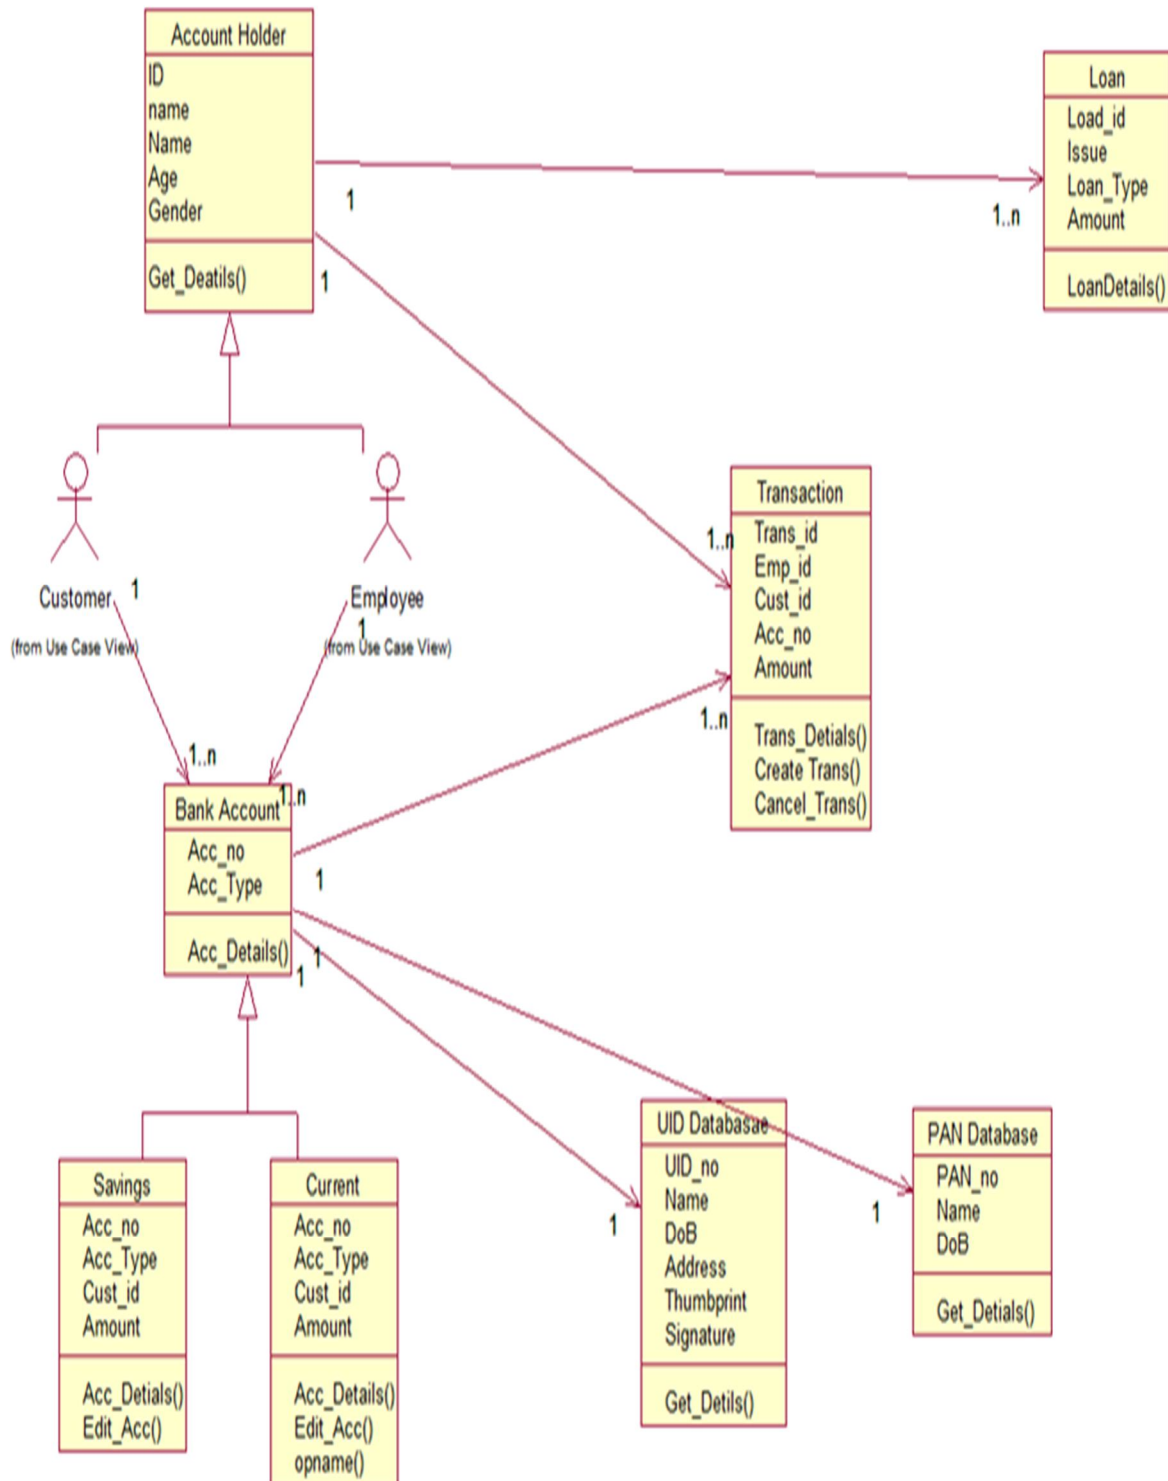 Account Holder
ID
name
Name
Age
Gender
Get_Deatils()
1
1
Loan
Load_id
Issue
Loan_Type
Amount
LoanDetails()
1..n
Customer
(from Use Case View)
1
Employee
(from Use Case View)
1
Transaction
Trans_id
Emp_id
Cust_id
Acc_no
Amount
Trans_Detials()
Create Trans()
Cancel_Trans()
1..n
1..n
1..n
1..n
Bank Account
Acc_no
Acc_Type
Acc_Details()
1
1
1
Savings
Acc_no
Acc_Type
Cust_id
Amount
Acc_Detials()
Edit_Acc()
Current
Acc_no
Acc_Type
Cust_id
Amount
Acc_Details()
Edit_Acc()
opname()
UID Databasae
UID_no
Name
DoB
Address
Thumbprint
Signature
Get_Detils()
1
PAN Database
PAN_no
Name
DoB
Get_Detials()
1